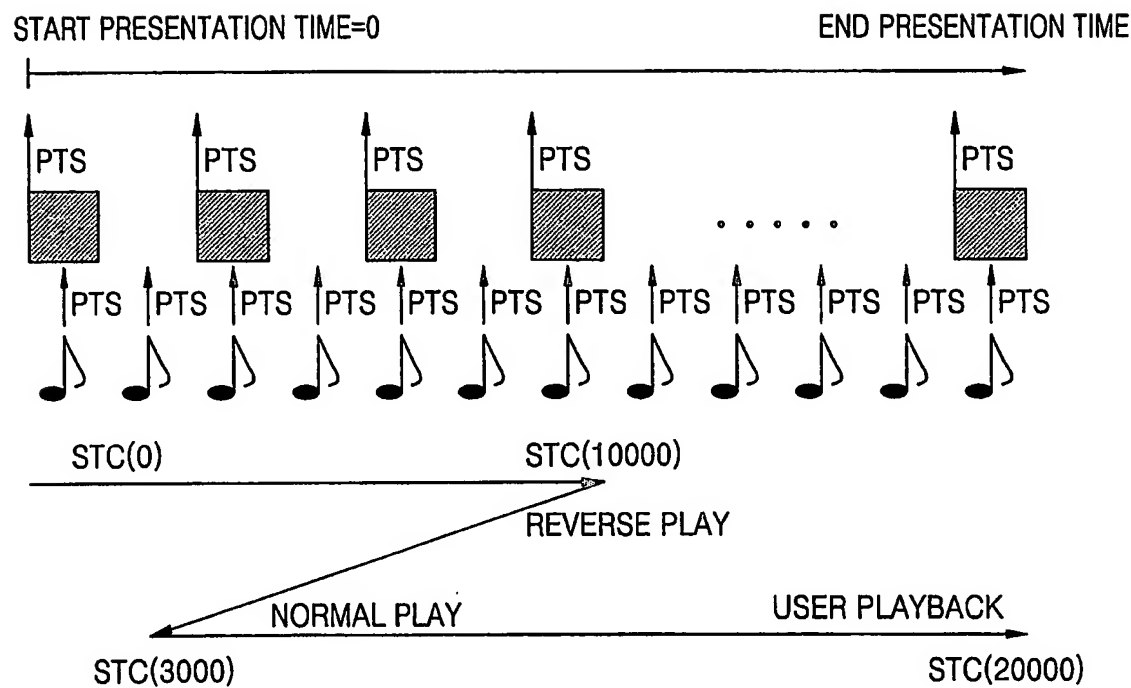 START PRESENTATION TIME=0 END PRESENTATION TIME
PTS PTS PTS PTS PTS
PTS PTS PTS PTS PTS PTS PTS PTS PTS PTS PTS PTS
STC(0) STC(10000)
REVERSE PLAY
NORMAL PLAY USER PLAYBACK
STC(3000) STC(20000)